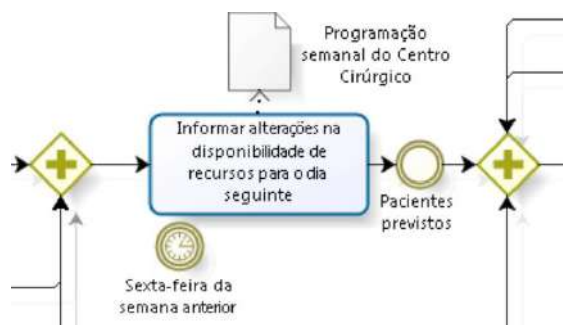 Programação
semanal do Centro
Cirúrgico
Informar alterações na
disponibilidade de
recursos para o dia
seguinte
Pacientes
previstos
Sexta-feira da
semana anterior